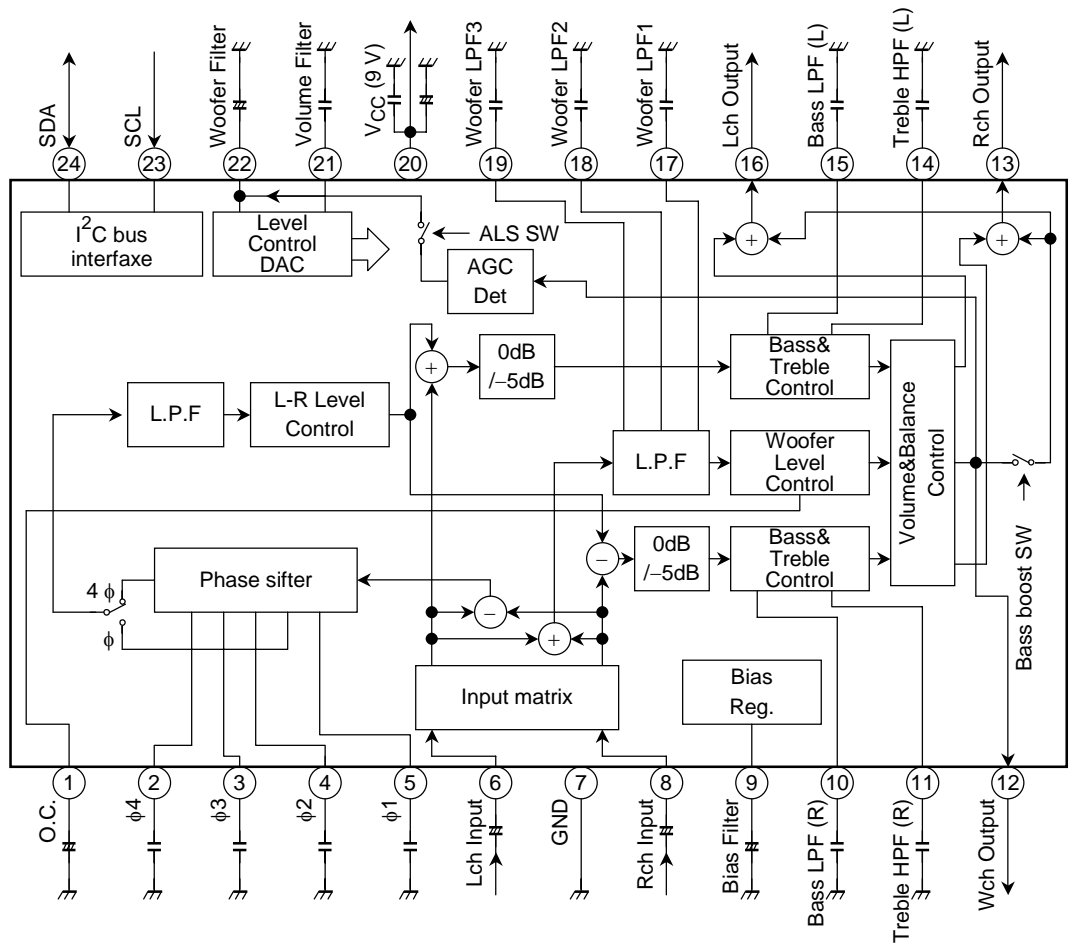 SDA
SCL
Woofer Filter
Volume Filter
VCC (9 V)
Woofer LPF3
Woofer LPF2
Woofer LPF1
Lch Output
Bass LPF (L)
Treble HPF (L)
Rch Output
24
23
22
21
20
19
18
17
16
15
14
13
I2C bus
interfaxe
Level
Control
DAC
ALS SW
AGC
Det
+
+
+
0dB
/−5dB
Bass&
Treble
Control
L.P.F
L-R Level
Control
L.P.F
Woofer
Level
Control
Volume&Balance
Control
−
0dB
/−5dB
Bass&
Treble
Control
Bass boost SW
4 ϕ
ϕ
Phase sifter
−
+
Input matrix
Bias
Reg.
1
2
3
4
5
6
7
8
9
10
11
12
O.C.
ϕ4
ϕ3
ϕ2
ϕ1
Lch Input
GND
Rch Input
Bias Filter
Bass LPF (R)
Treble HPF (R)
Wch Output